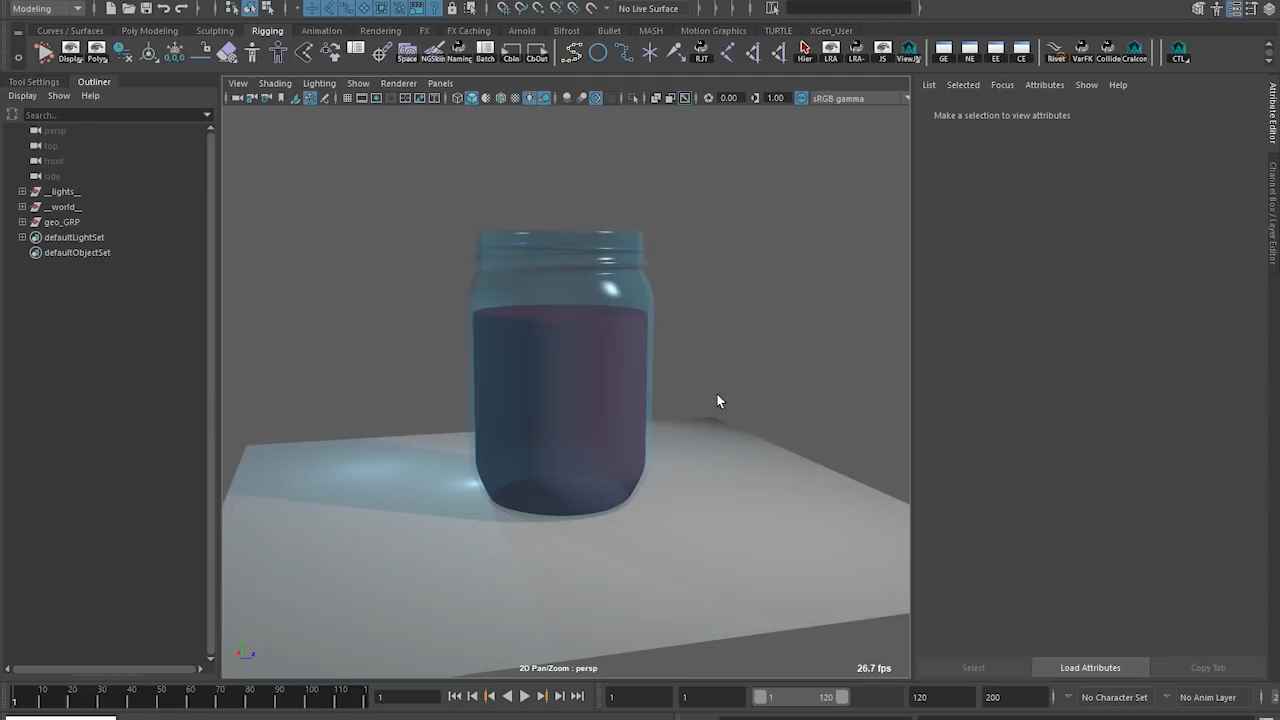 Modeling
No Live Surface
Curves / Surfaces
Poly Modeling
Sculpting
Rigging
Animation
Rendering
FX
FX Caching
Arnold
Bifrost
MASH
Motion Graphics
TURTLE
XGen_User
Display
Polys
0,0,0
Space
NGSkin
Naming
Batch
CbIn
CbOut
RJT
Hier
LRA
LRA-
JS
ViewJ
GE
NE
EE
CE
Rivet
VarFK
Collide
Cralcon
CTL
Tool Settings
Outliner
Display
Show
Help
Search...
persp
top
front
side
__lights__
__world__
geo_GRP
defaultLightSet
defaultObjectSet
View
Shading
Lighting
Show
Renderer
Panels
0.00
1.00
sRGB gamma
2D Pan/Zoom : persp
26.7 fps
List
Selected
Focus
Attributes
Show
Help
Make a selection to view attributes
Attribute Editor
Channel Box / Layer Editor
Select
Load Attributes
Copy Tab
10
20
30
40
50
60
70
80
90
100
110
1
1
1
1
1
120
120
200
No Character Set
No Anim Layer